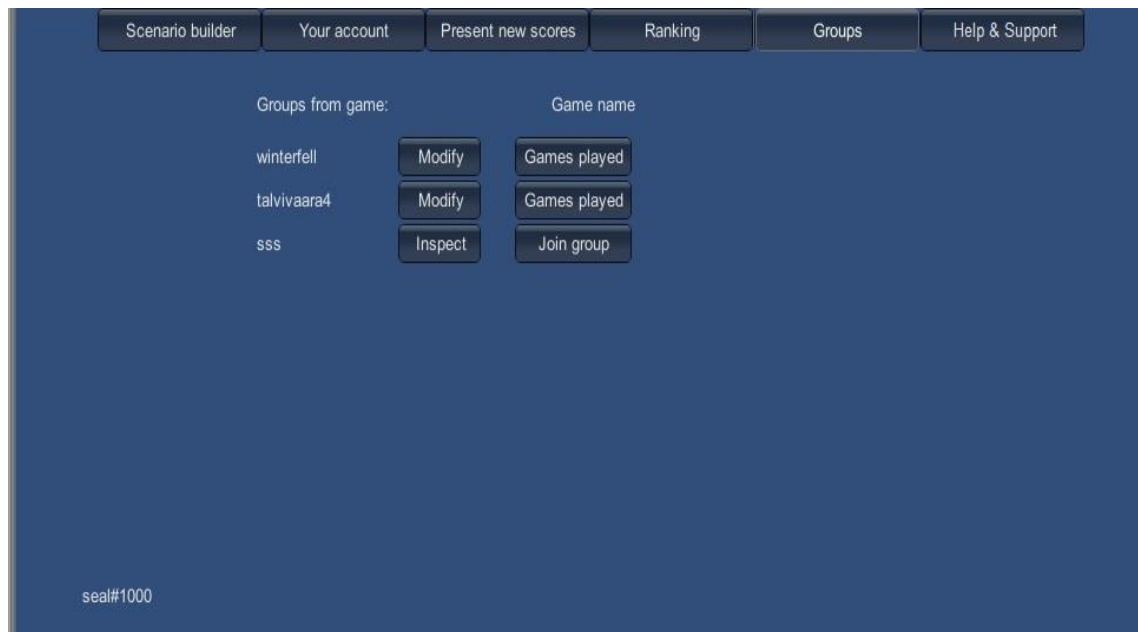 Scenario builder Your account Present new scores Ranking Groups Help & Support
Groups from game: Game name
winterfell Modify Games played
talvivaara4 Modify Games played
sss Inspect Join group
seal#1000